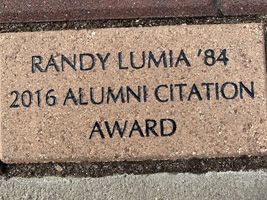 RANDY LUMIA '84
2016 ALUMNI CITATION
AWARD